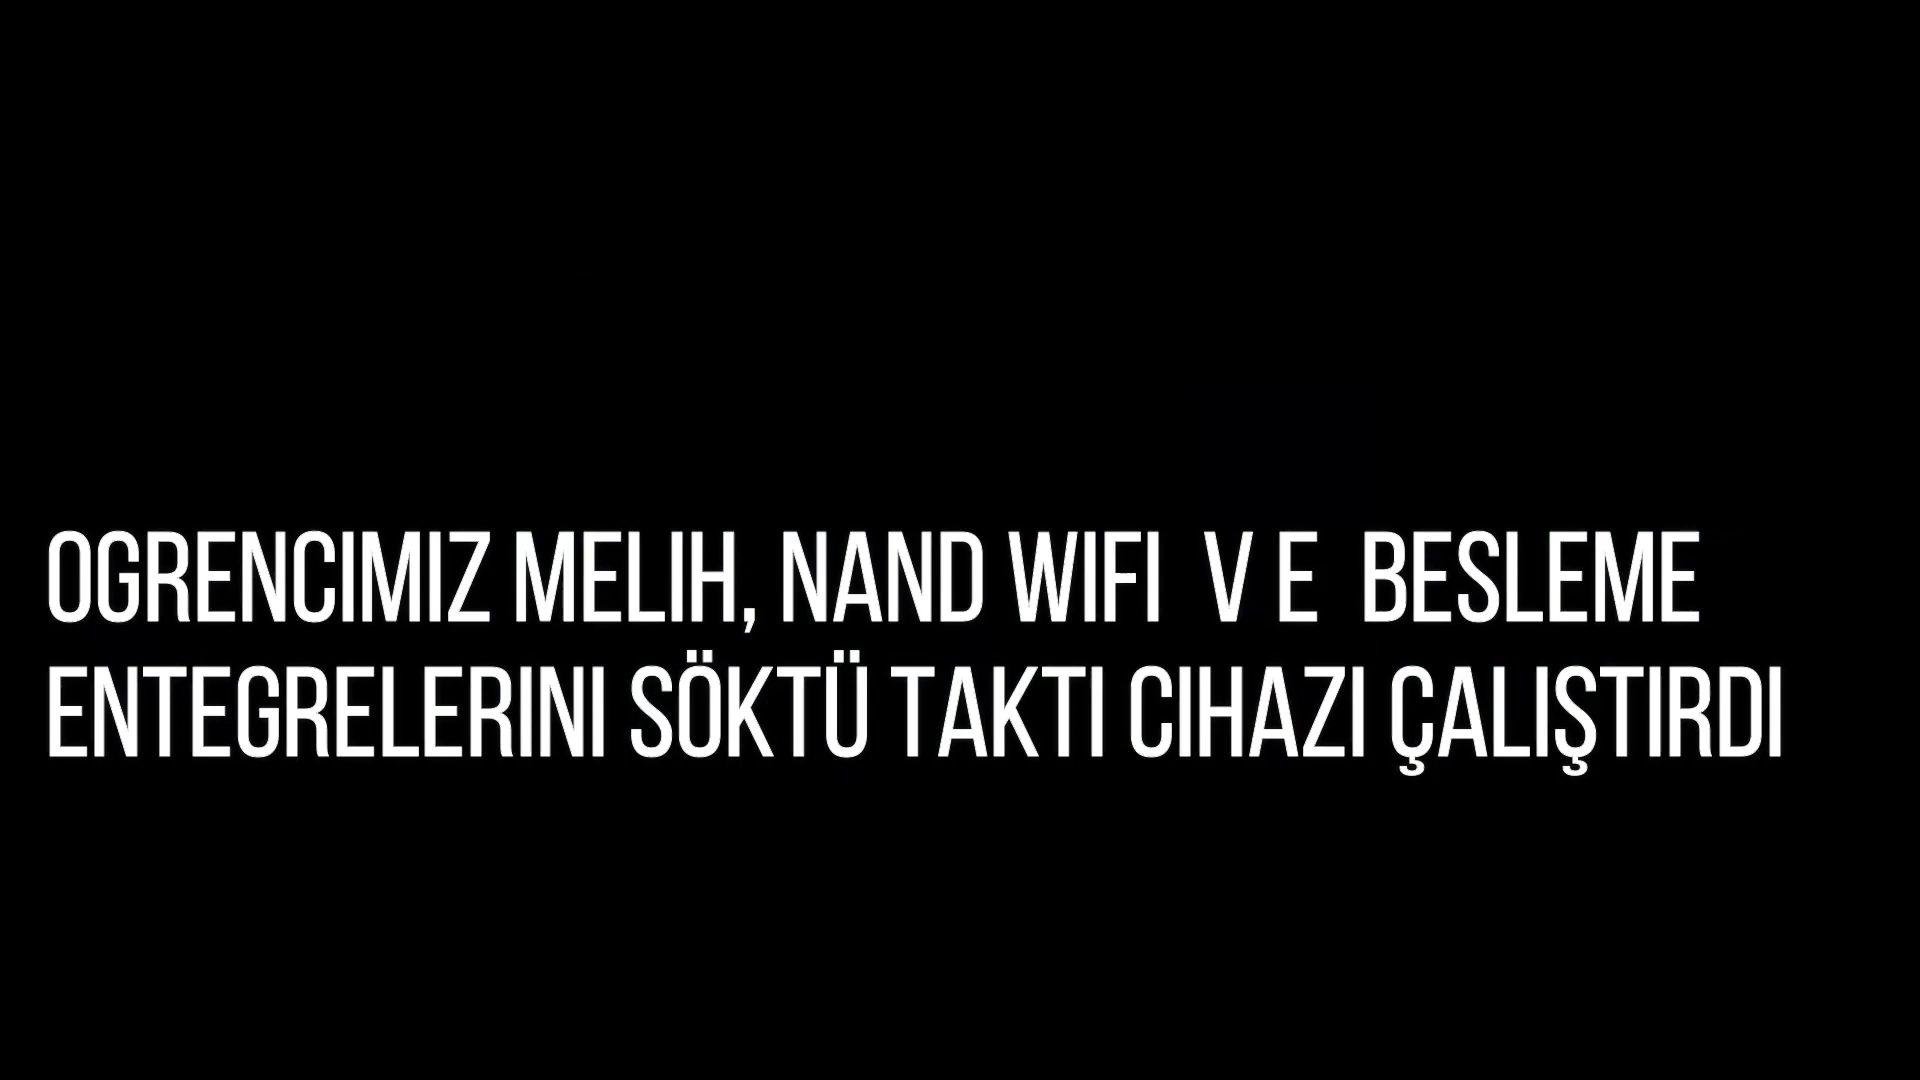 OGRENCIMIZ MELIH, NAND WIFI  V E  BESLEME
ENTEGRELERINI SÖKTÜ TAKTI CIHAZI ÇALIŞTIRDI